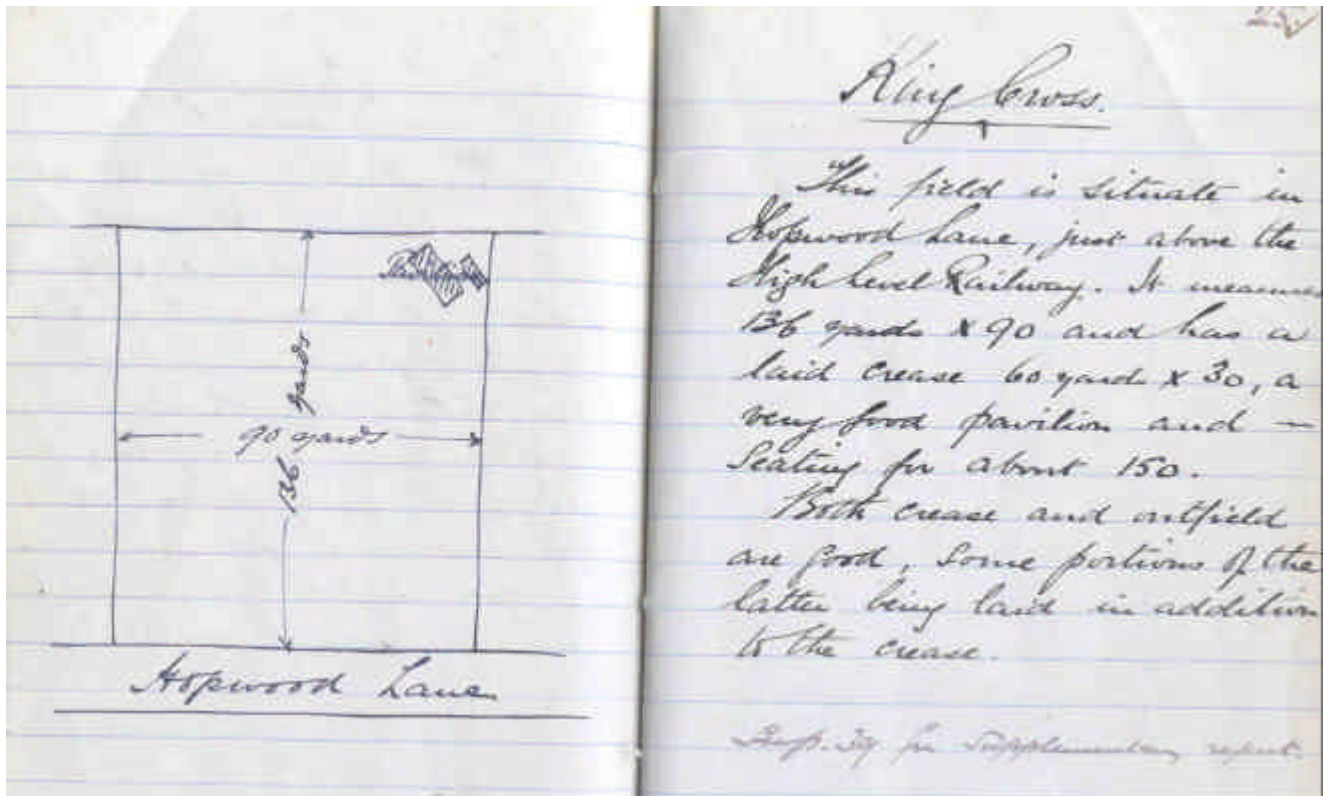 90 yards
136 yards
Hopwood Lane
25
King Cross.
This field is situate in
Hopwood Lane, just above the
High Level Railway. It measures
136 yards x 90 and has a
laid crease 60 yards x 30, a
very good pavilion and —
Seating for about 150.
Both crease and outfield
are good, some portions of the
latter being laid in addition
to the crease.
for Supplementary report.